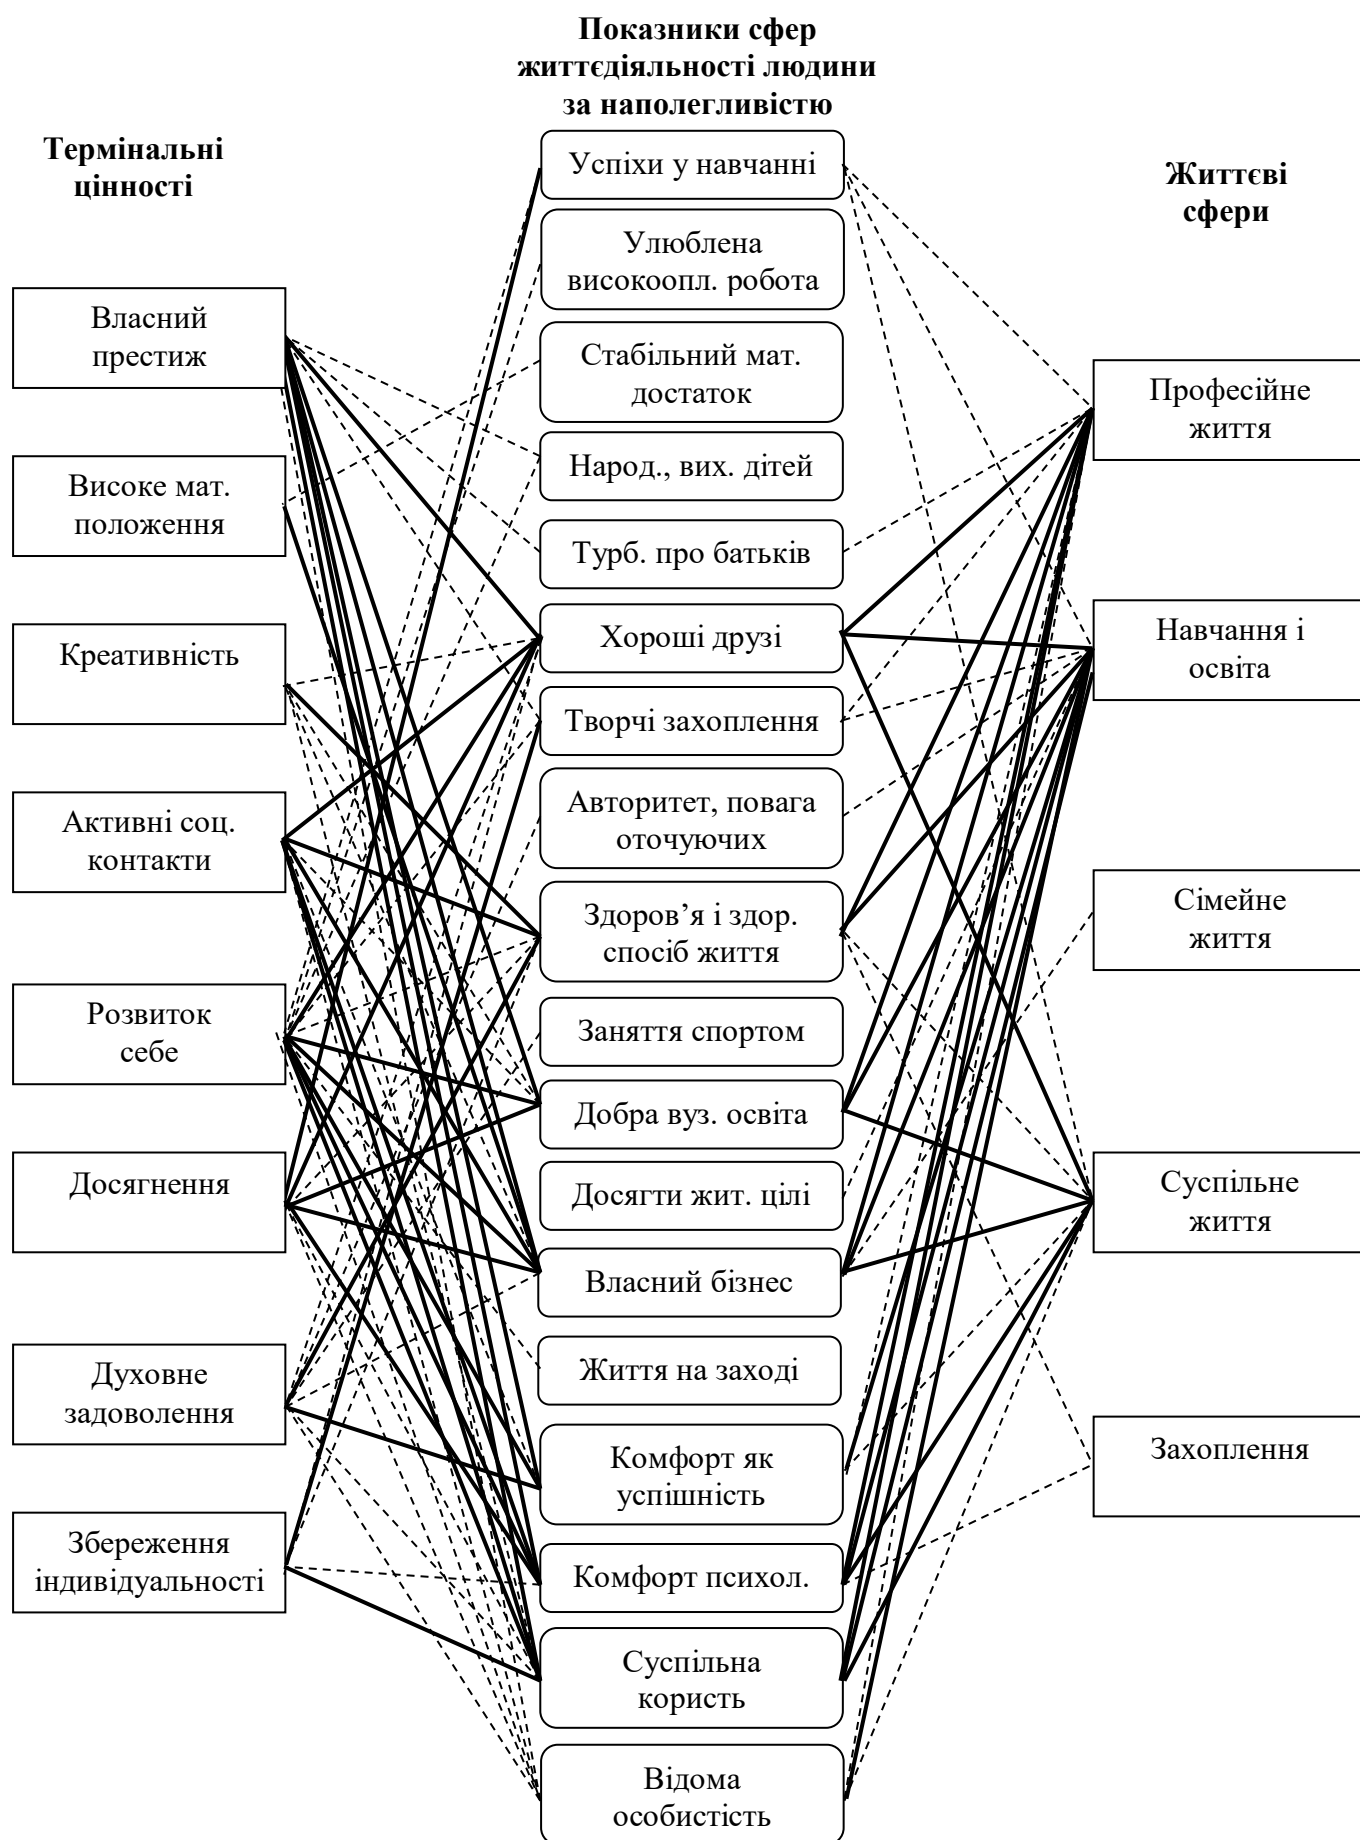 Показники сфер
життєдіяльності людини
за наполегливістю
Термінальні
цінності
Власний
престиж
Високе мат.
положення
Креативність
Активні соц.
контакти
Розвиток
себе
Досягнення
Духовне
задоволення
Збереження
індивідуальності
Успіхи у навчанні
Улюблена
високоопл. робота
Стабільний мат.
достаток
Народ., вих. дітей
Турб. про батьків
Хороші друзі
Творчі захоплення
Авторитет, повага
оточуючих
Здоров’я і здор.
спосіб життя
Заняття спортом
Добра вуз. освіта
Досягти жит. цілі
Власний бізнес
Життя на заході
Комфорт як
успішність
Комфорт психол.
Суспільна
користь
Відома
особистість
Життєві
сфери
Професійне
життя
Навчання і
освіта
Сімейне
життя
Суспільне
життя
Захоплення